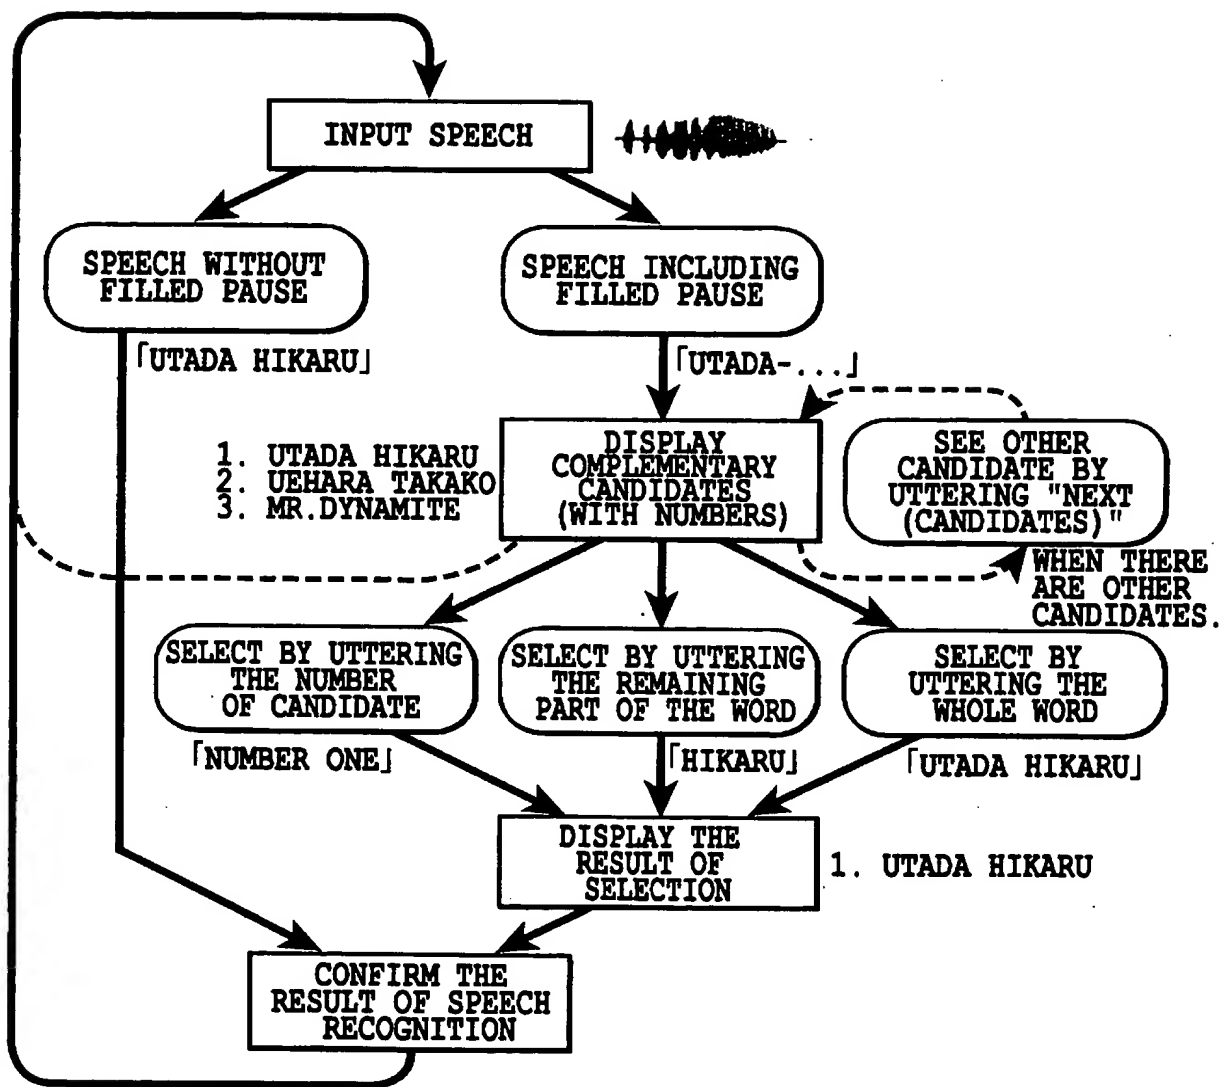 INPUT SPEECH
SPEECH WITHOUT
FILLED PAUSE
SPEECH INCLUDING
FILLED PAUSE
「UTADA HIKARU」
「UTADA-...」
1. UTADA HIKARU
2. UEHARA TAKAKO
3. MR.DYNAMITE
DISPLAY
COMPLEMENTARY
CANDIDATES
(WITH NUMBERS)
SEE OTHER
CANDIDATE BY
UTTERING "NEXT
(CANDIDATES)"
WHEN THERE
ARE OTHER
CANDIDATES.
SELECT BY UTTERING
THE NUMBER
OF CANDIDATE
SELECT BY UTTERING
THE REMAINING
PART OF THE WORD
SELECT BY
UTTERING THE
WHOLE WORD
「NUMBER ONE」
「HIKARU」
「UTADA HIKARU」
DISPLAY THE
RESULT OF
SELECTION
1. UTADA HIKARU
CONFIRM THE
RESULT OF SPEECH
RECOGNITION